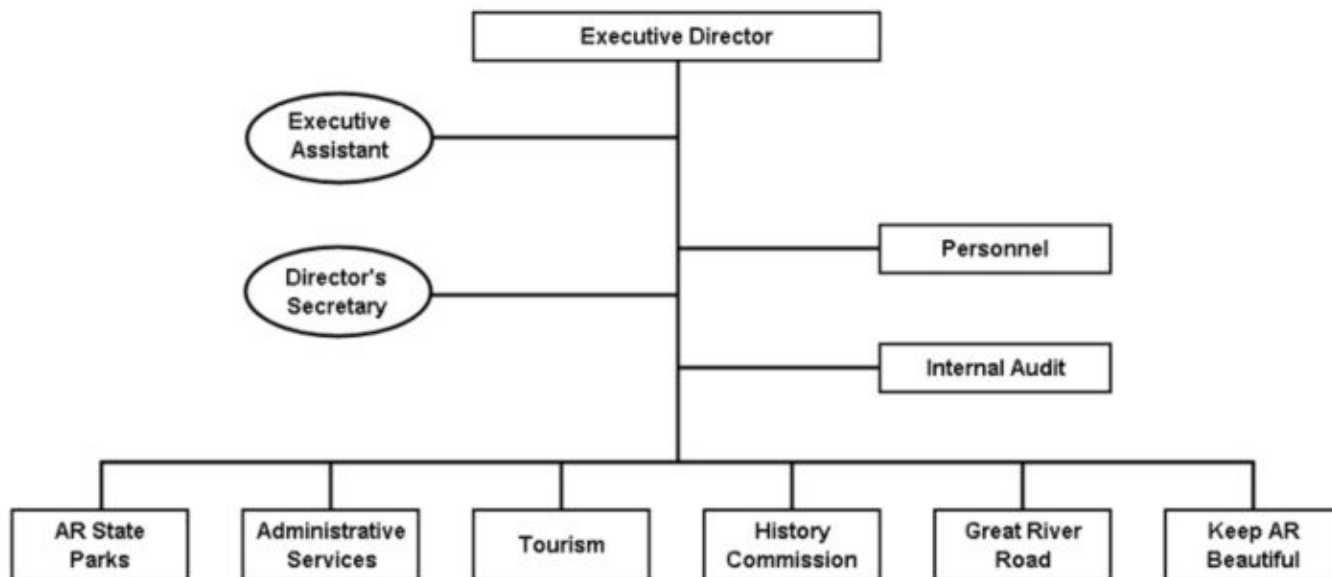 Executive Director
Executive
Assistant
Personnel
Director's
Secretary
Internal Audit
AR State
Parks
Administrative
Services
Tourism
History
Commission
Great River
Road
Keep AR
Beautiful